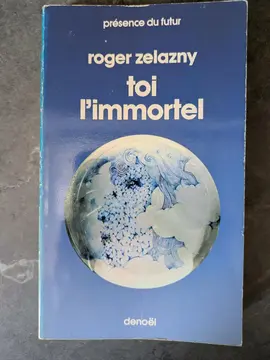 présence du futur
roger zelazny
toi
l'immortel
denoël